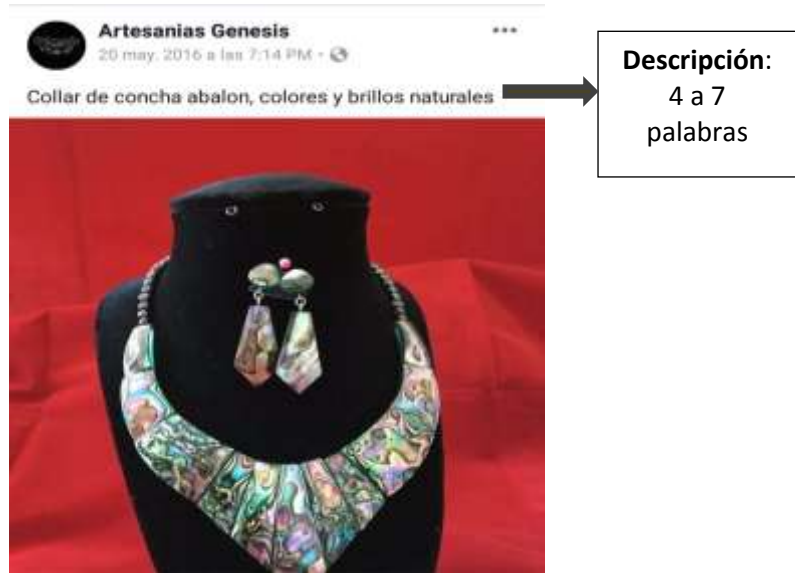 Artesanias Genesis
20 may. 2016 a las 7:14 PM
Collar de concha abalon, colores y brillos naturales
Descripción:
4 a 7
palabras